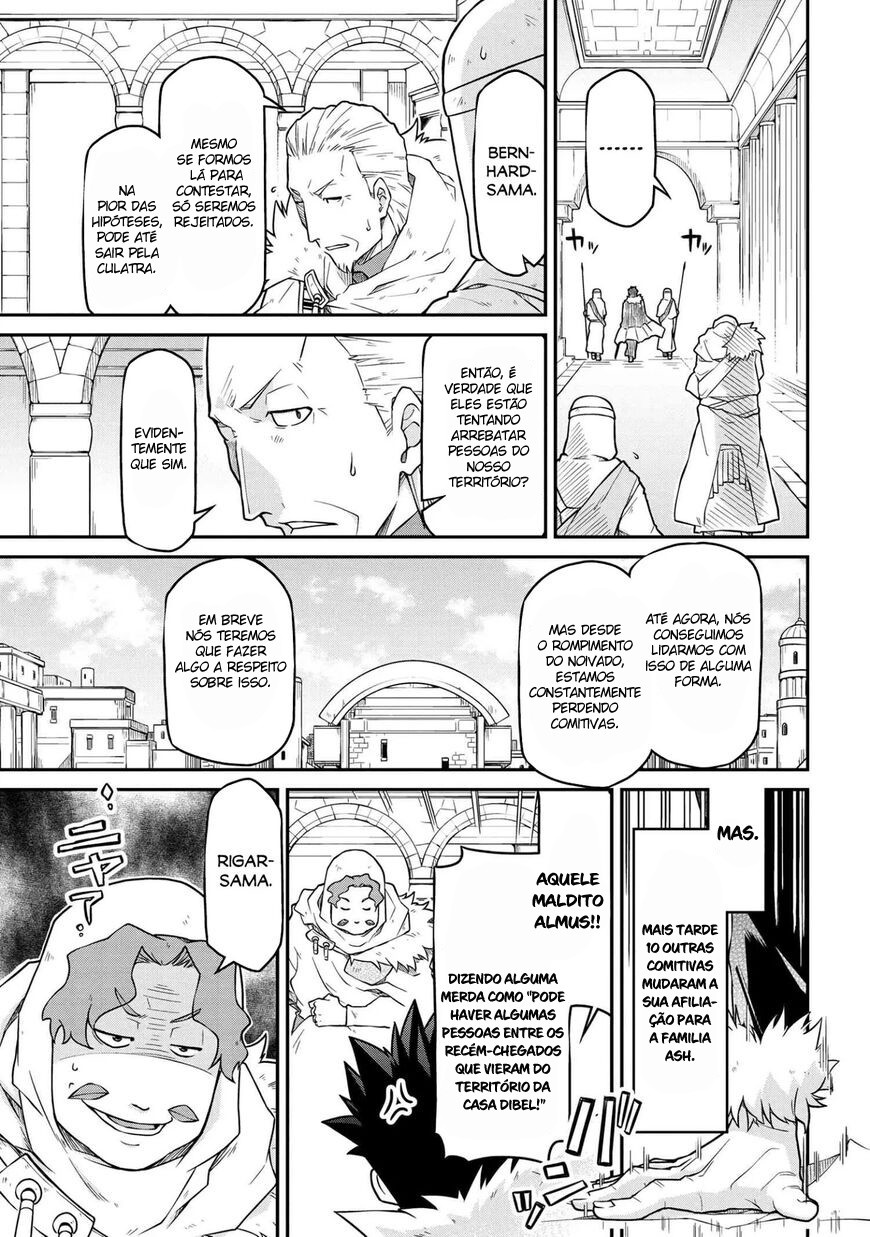 ........
カッ
カッ
BERN-
HARD-
SAMA.
MESMO
SE FORMOS
LÁ PARA
CONTESTAR,
SÓ SEREMOS
REJEITADOS.
NA
PIOR DAS
HIPÓTESES,
PODE ATÉ
SAIR PELA
CULATRA.
ENTÃO, É
VERDADE QUE
ELES ESTÃO
TENTANDO
ARREBATAR
PESSOAS DO
NOSSO
TERRITÓRIO?
EVIDEN-
TEMENTE
QUE SIM.
ATÉ AGORA, NÓS
CONSEGUIMOS
LIDARMOS COM
ISSO DE ALGUMA
FORMA.
MAS DESDE
O ROMPIMENTO
DO NOIVADO,
ESTAMOS
CONSTANTEMENTE
PERDENDO
COMITIVAS.
EM BREVE
NÓS TEREMOS
QUE FAZER
ALGO A RESPEITO
SOBRE ISSO.
MAS.
MAIS TARDE
10 OUTRAS
COMITIVAS
MUDARAM A
SUA AFILIA-
ÇÃO PARA
A FAMILIA
ASH.
AQUELE
MALDITO
ALMUS!!
DIZENDO ALGUMA
MERDA COMO "PODE
HAVER ALGUMAS
PESSOAS ENTRE OS
RECÉM-CHEGADOS
QUE VIERAM DO
TERRITÓRIO DA
CASA DIBEL!"
RIGAR-
SAMA.
ニヤァ